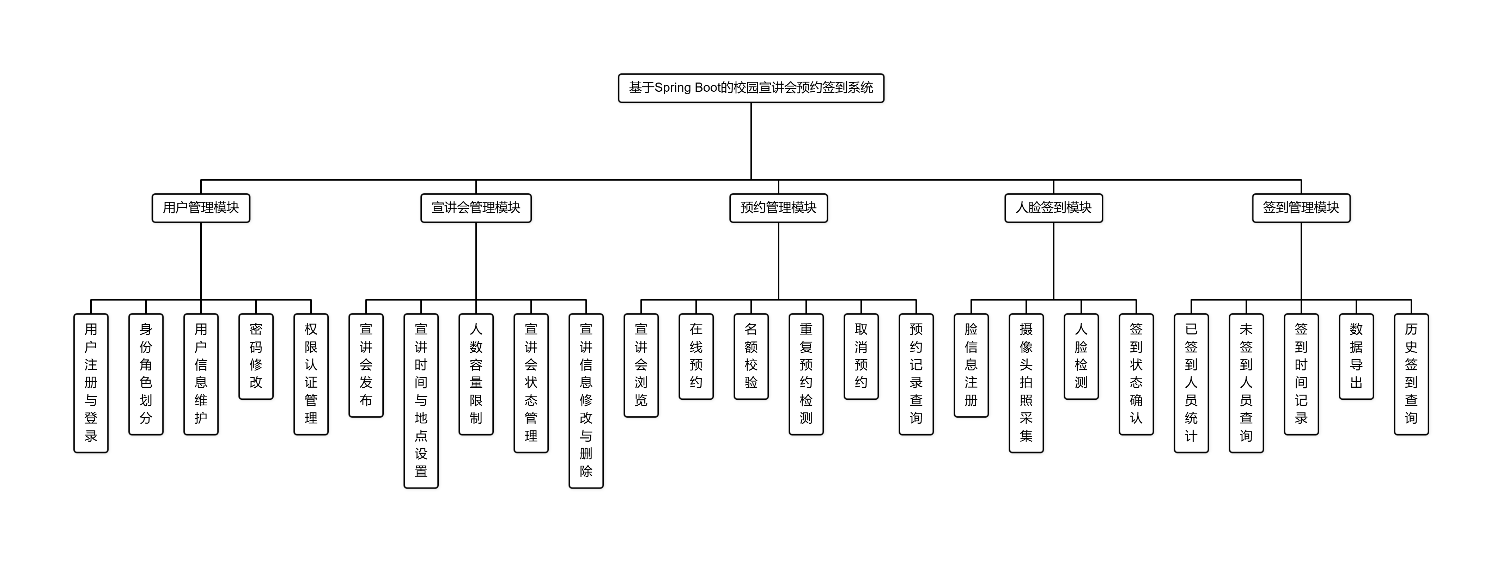 基于Spring Boot的校园宣讲会预约签到系统
用户管理模块
宣讲会管理模块
预约管理模块
人脸签到模块
签到管理模块
用户注册与登录
身份角色划分
用户信息维护
密码修改
权限认证管理
宣讲会发布
宣讲时间与地点设置
人数容量限制
宣讲会状态管理
宣讲信息修改与删除
宣讲会浏览
在线预约
名额校验
重复预约检测
取消预约
预约记录查询
脸信息注册
摄像头拍照采集
人脸检测
签到状态确认
已签到人员统计
未签到人员查询
签到时间记录
数据导出
历史签到查询